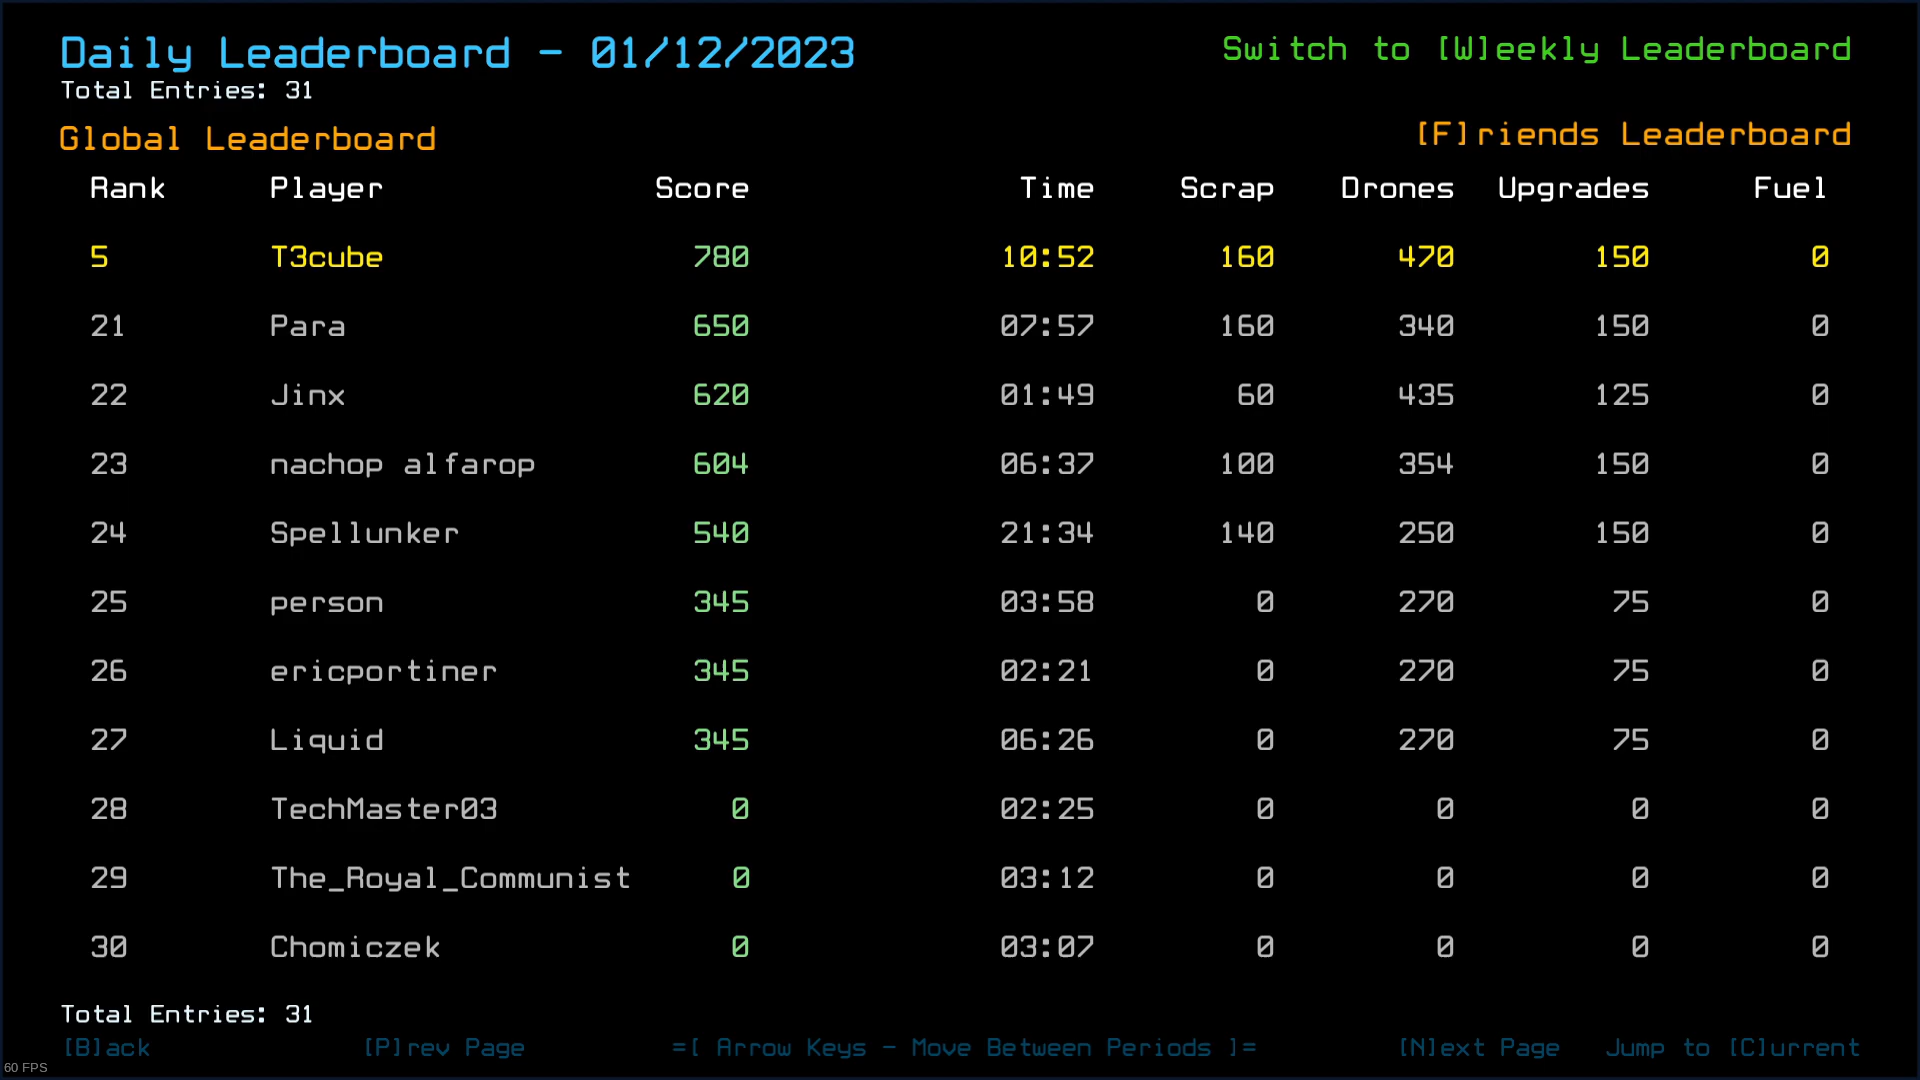 Daily Leaderboard - 01/12/2023 Switch to [W]eekly Leaderboard
Total Entries: 31
Global Leaderboard [F]riends Leaderboard
Rank Player Score Time Scrap Drones Upgrades Fuel
5 T3cube 780 10:52 160 470 150 0
21 Para 650 07:57 160 340 150 0
22 Jinx 620 01:49 60 435 125 0
23 nachop alfarop 604 06:37 100 354 150 0
24 Spellunker 540 21:34 140 250 150 0
25 person 345 03:58 0 270 75 0
26 ericportiner 345 02:21 0 270 75 0
27 Liquid 345 06:26 0 270 75 0
28 TechMaster03 0 02:25 0 0 0 0
29 The_Royal_Communist 0 03:12 0 0 0 0
30 Chomiczek 0 03:07 0 0 0 0
Total Entries: 31
[B]ack [P]rev Page =[ Arrow Keys - Move Between Periods ]= [N]ext Page Jump to [C]urrent
60 FPS